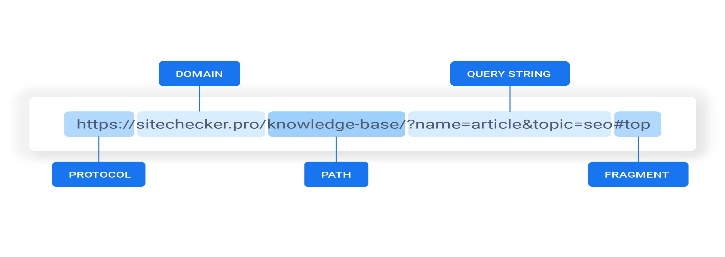 DOMAIN QUERY STRING
https://sitechecker.pro/knowledge-base/?name=article&topic=seo#top
PROTOCOL PATH FRAGMENT